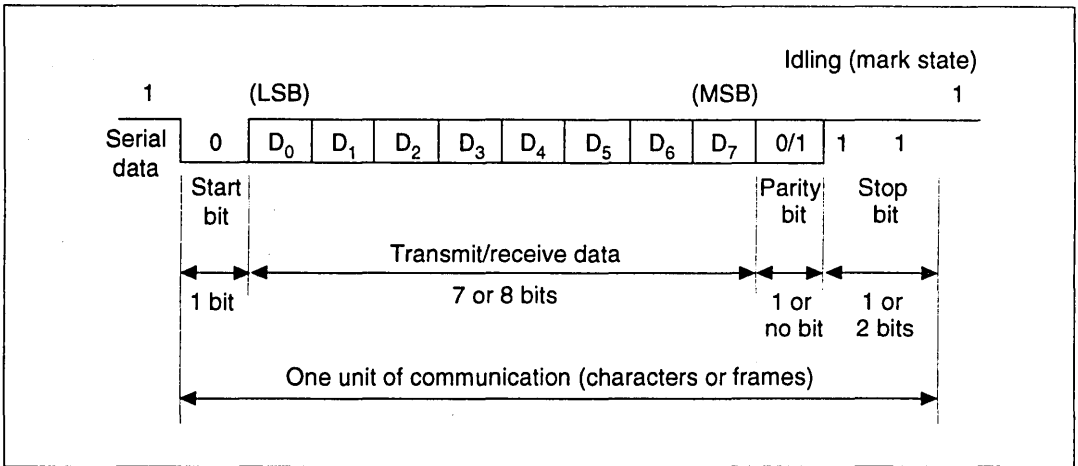 Idling (mark state)
1 (LSB) (MSB) 1
Serial data
0 D₀ D₁ D₂ D₃ D₄ D₅ D₆ D₇ 0/1 1 1
Start bit
Parity bit
Stop bit
Transmit/receive data
1 bit
7 or 8 bits
1 or no bit
1 or 2 bits
One unit of communication (characters or frames)